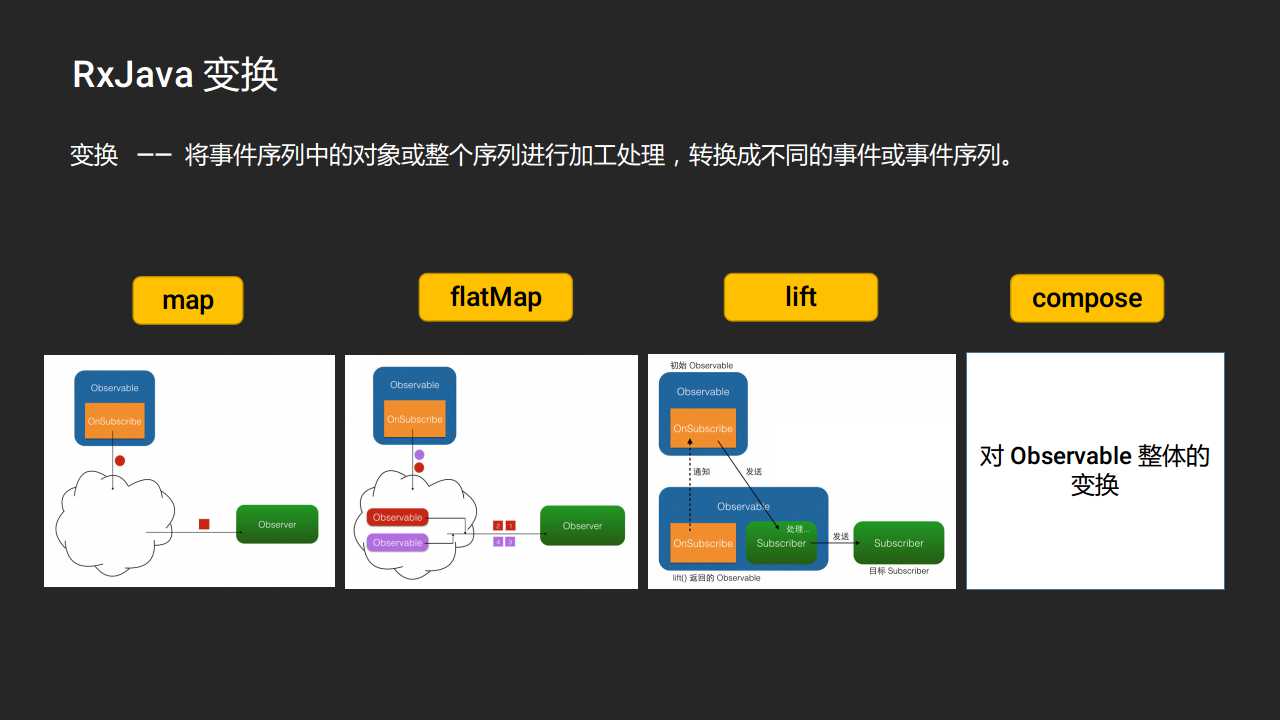 RxJava 变换
变换 —— 将事件序列中的对象或整个序列进行加工处理，转换成不同的事件或事件序列。
map
flatMap
lift
compose
Observable
OnSubscribe
Observer
Observable
OnSubscribe
Observable
Observable
2 1
4 3
Observer
初始 Observable
Observable
OnSubscribe
通知
发送
Observable
OnSubscribe
处理...
Subscriber
发送
Subscriber
目标 Subscriber
lift() 返回的 Observable
对 Observable 整体的
变换